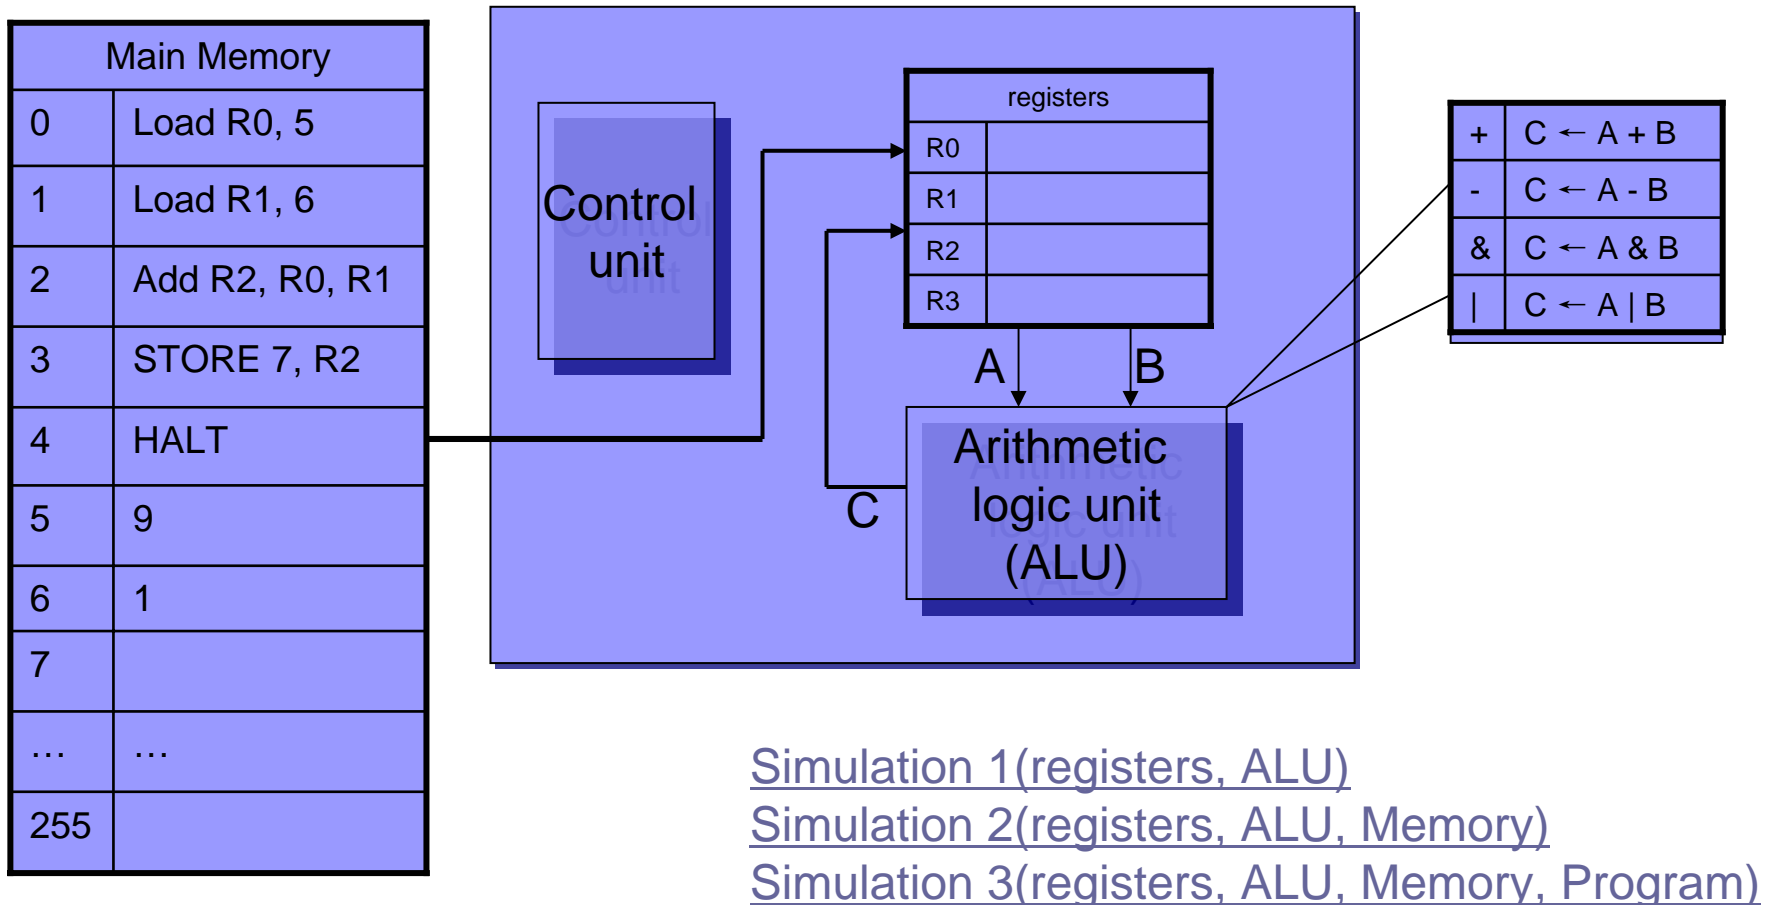 Main Memory
0 Load R0, 5
1 Load R1, 6
2 Add R2, R0, R1
3 STORE 7, R2
4 HALT
5 9
6 1
7
… …
255
Control
unit
registers
R0
R1
R2
R3
A B
C
Arithmetic
logic unit
(ALU)
+ C ← A + B
- C ← A - B
& C ← A & B
| C ← A | B
Simulation 1(registers, ALU)
Simulation 2(registers, ALU, Memory)
Simulation 3(registers, ALU, Memory, Program)